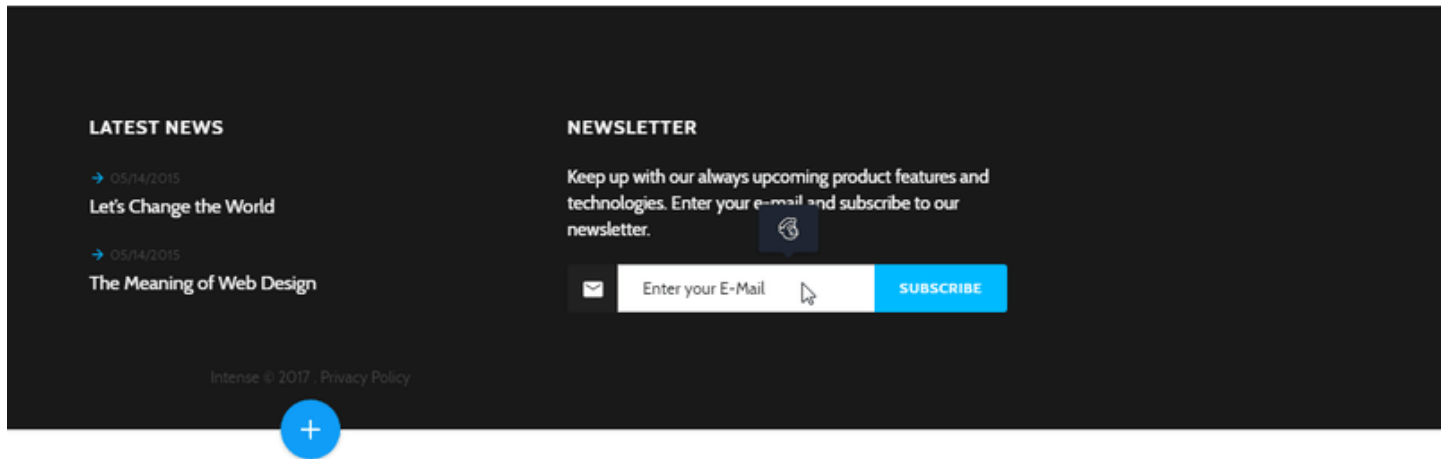 LATEST NEWS
05/14/2015
Let's Change the World
05/14/2015
The Meaning of Web Design
NEWSLETTER
Keep up with our always upcoming product features and
technologies. Enter your e-mail and subscribe to our
newsletter.
Enter your E-Mail
SUBSCRIBE
Intense © 2017 . Privacy Policy